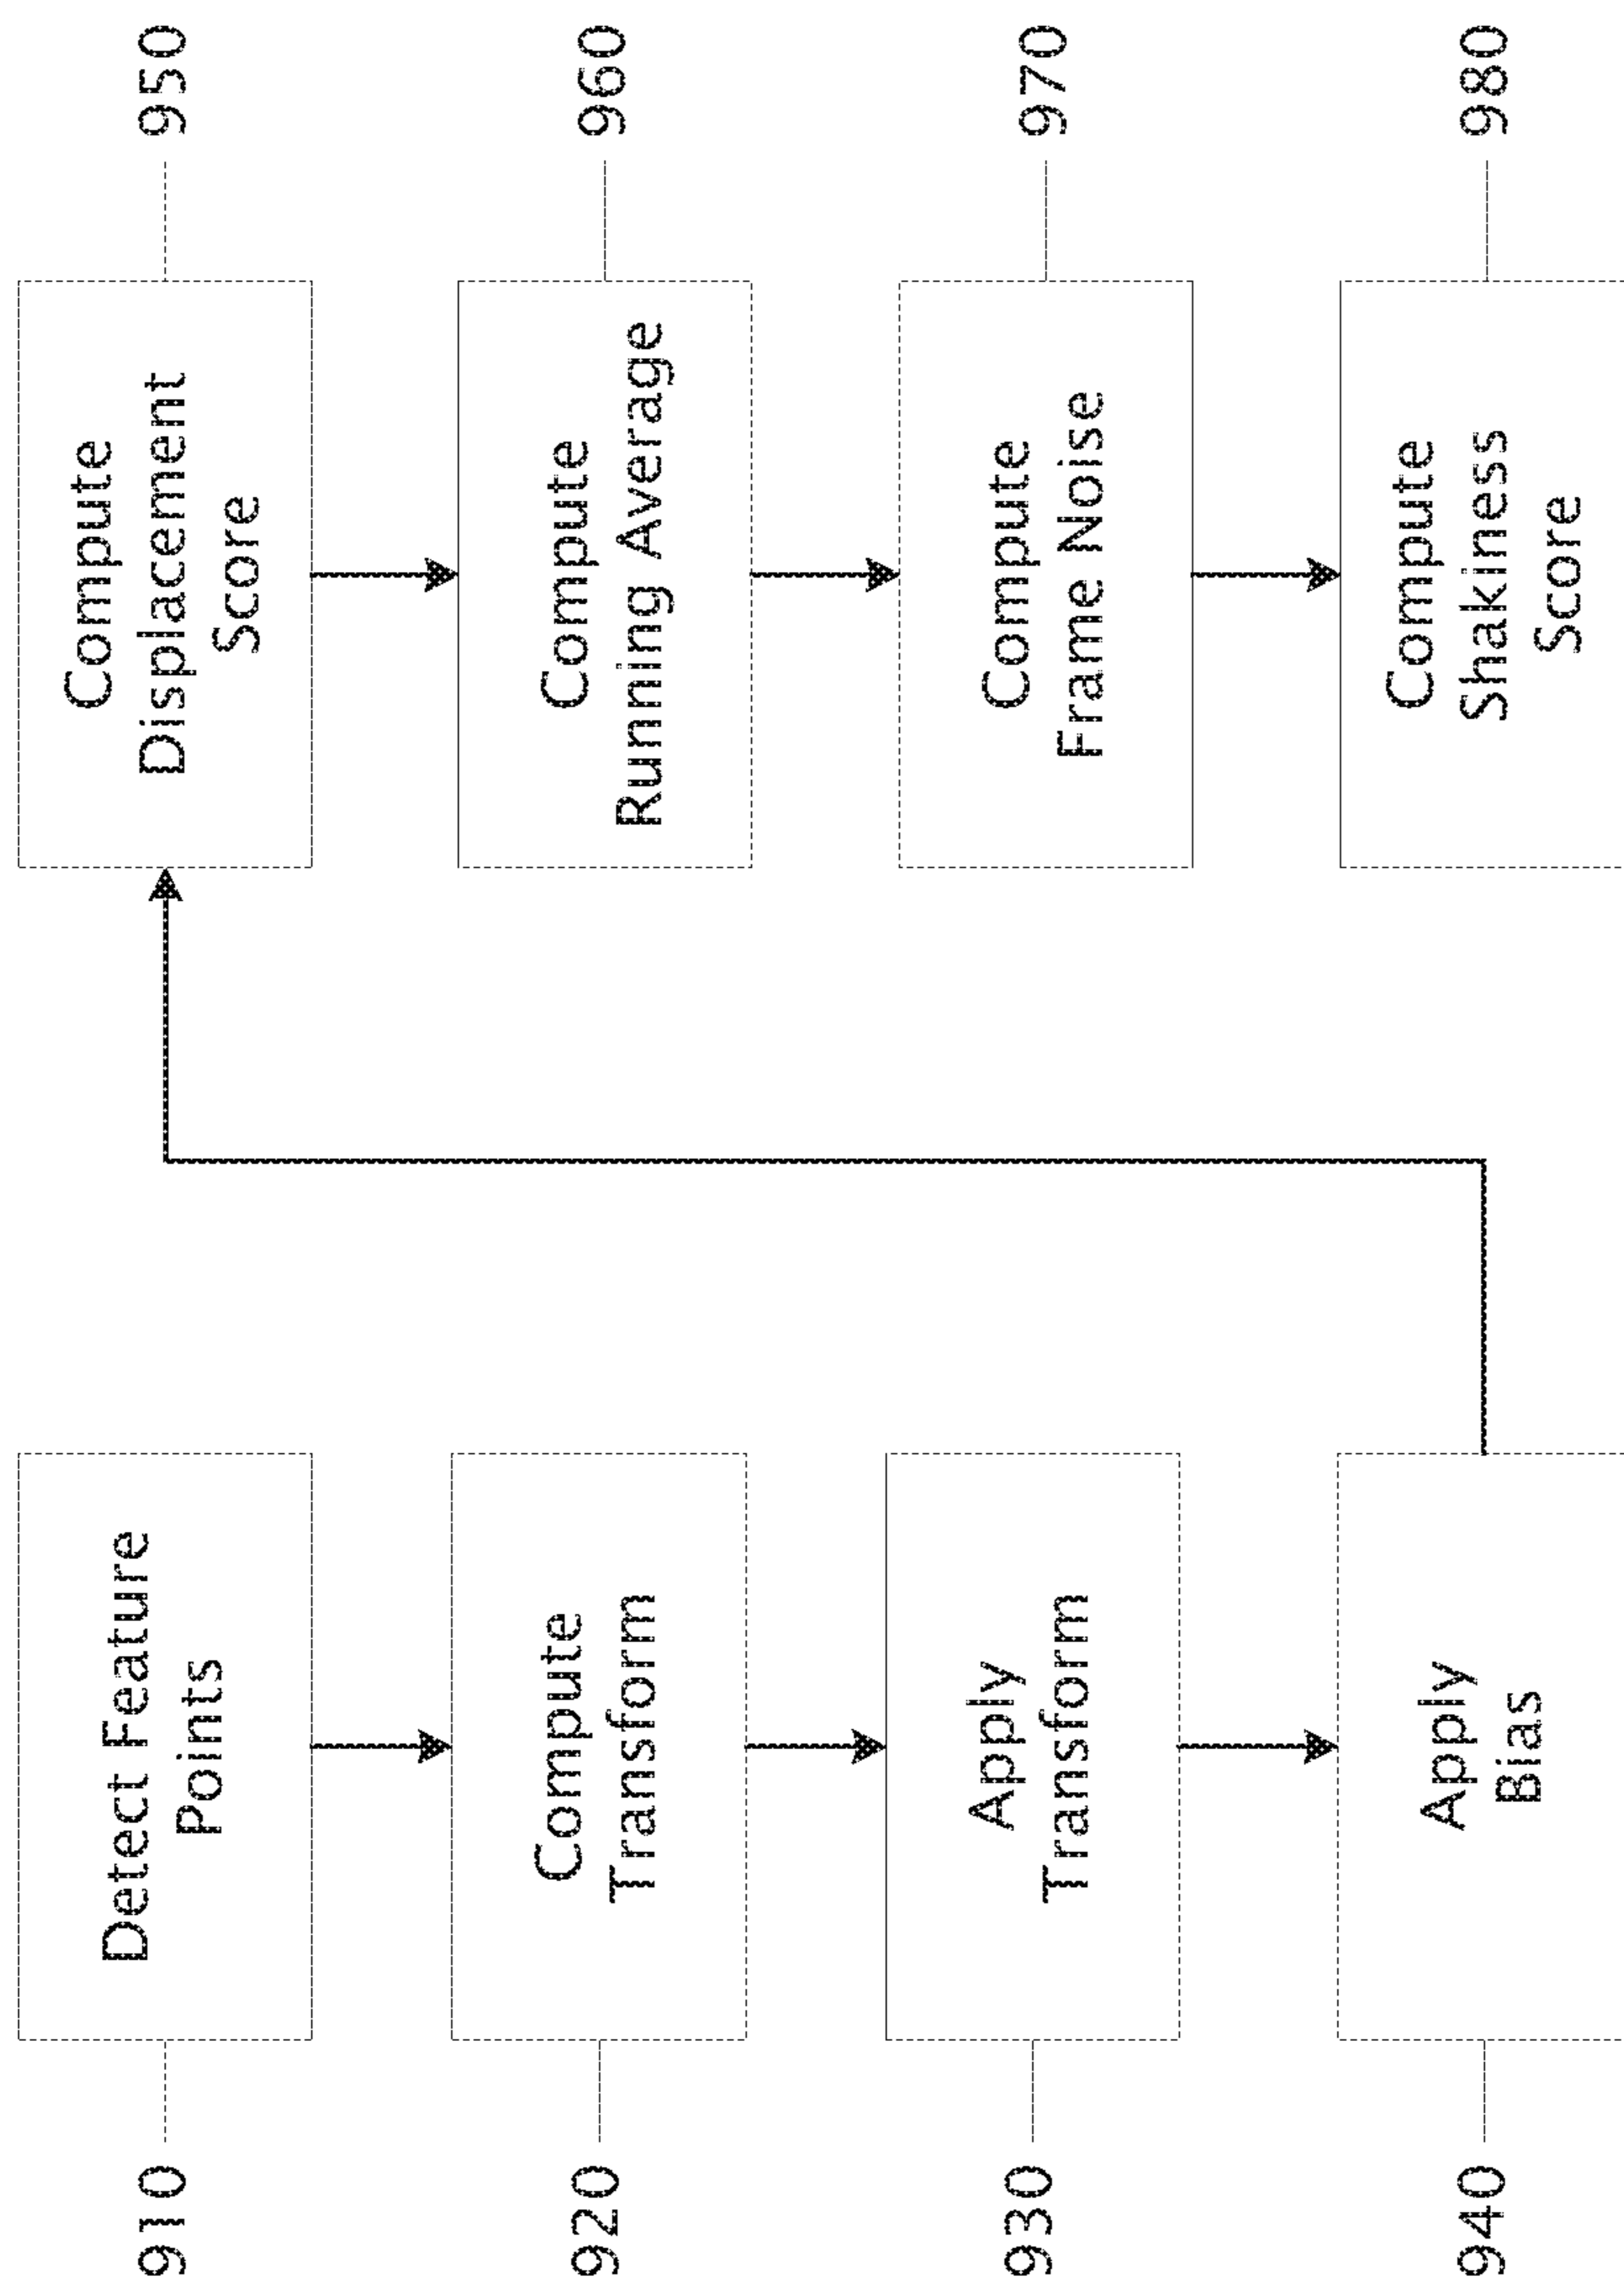 910
Detect Feature
Points
920
Compute
Transform
930
Apply
Transform
940
Apply
Bias
950
Compute
Displacement
Score
960
Compute
Running Average
970
Compute
Frame Noise
980
Compute
Shakiness
Score